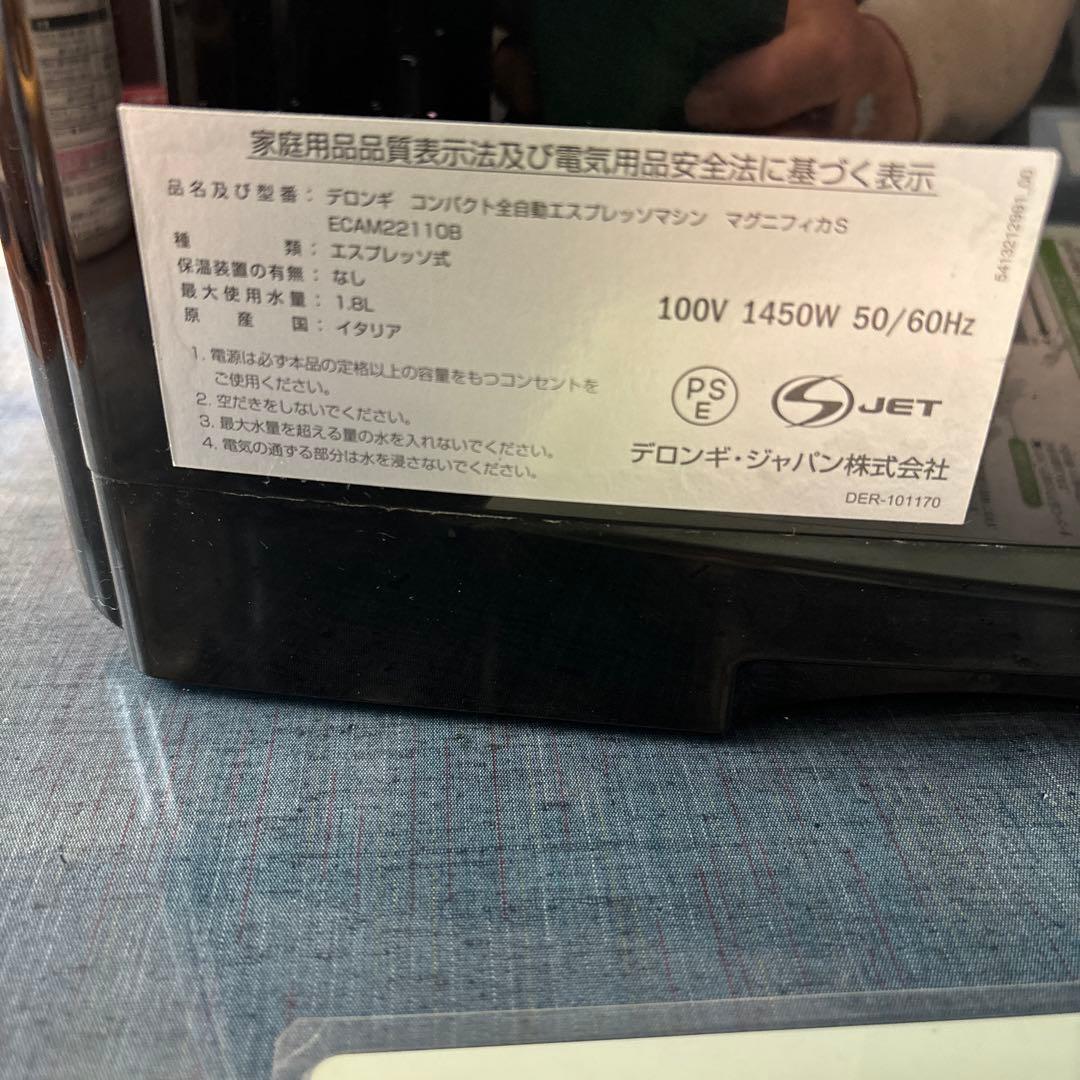 家庭用品品質表示法及び電気用品安全法に基づく表示
品名及び型番：デロンギ コンパクト全自動エスプレッソマシン マグニフィカS
ECAM22110B
種類：エスプレッソ式
保温装置の有無：なし
最大使用水量：1.8L
原産国：イタリア
100V 1450W 50/60Hz
1. 電源は必ず本品の定格以上の容量をもつコンセントを
ご使用ください。
2. 空だきをしないでください。
3. 最大水量を超える量の水を入れないでください。
4. 電気の通ずる部分は水を浸さないでください。
PS
E
JET
デロンギ・ジャパン株式会社
DER-101170